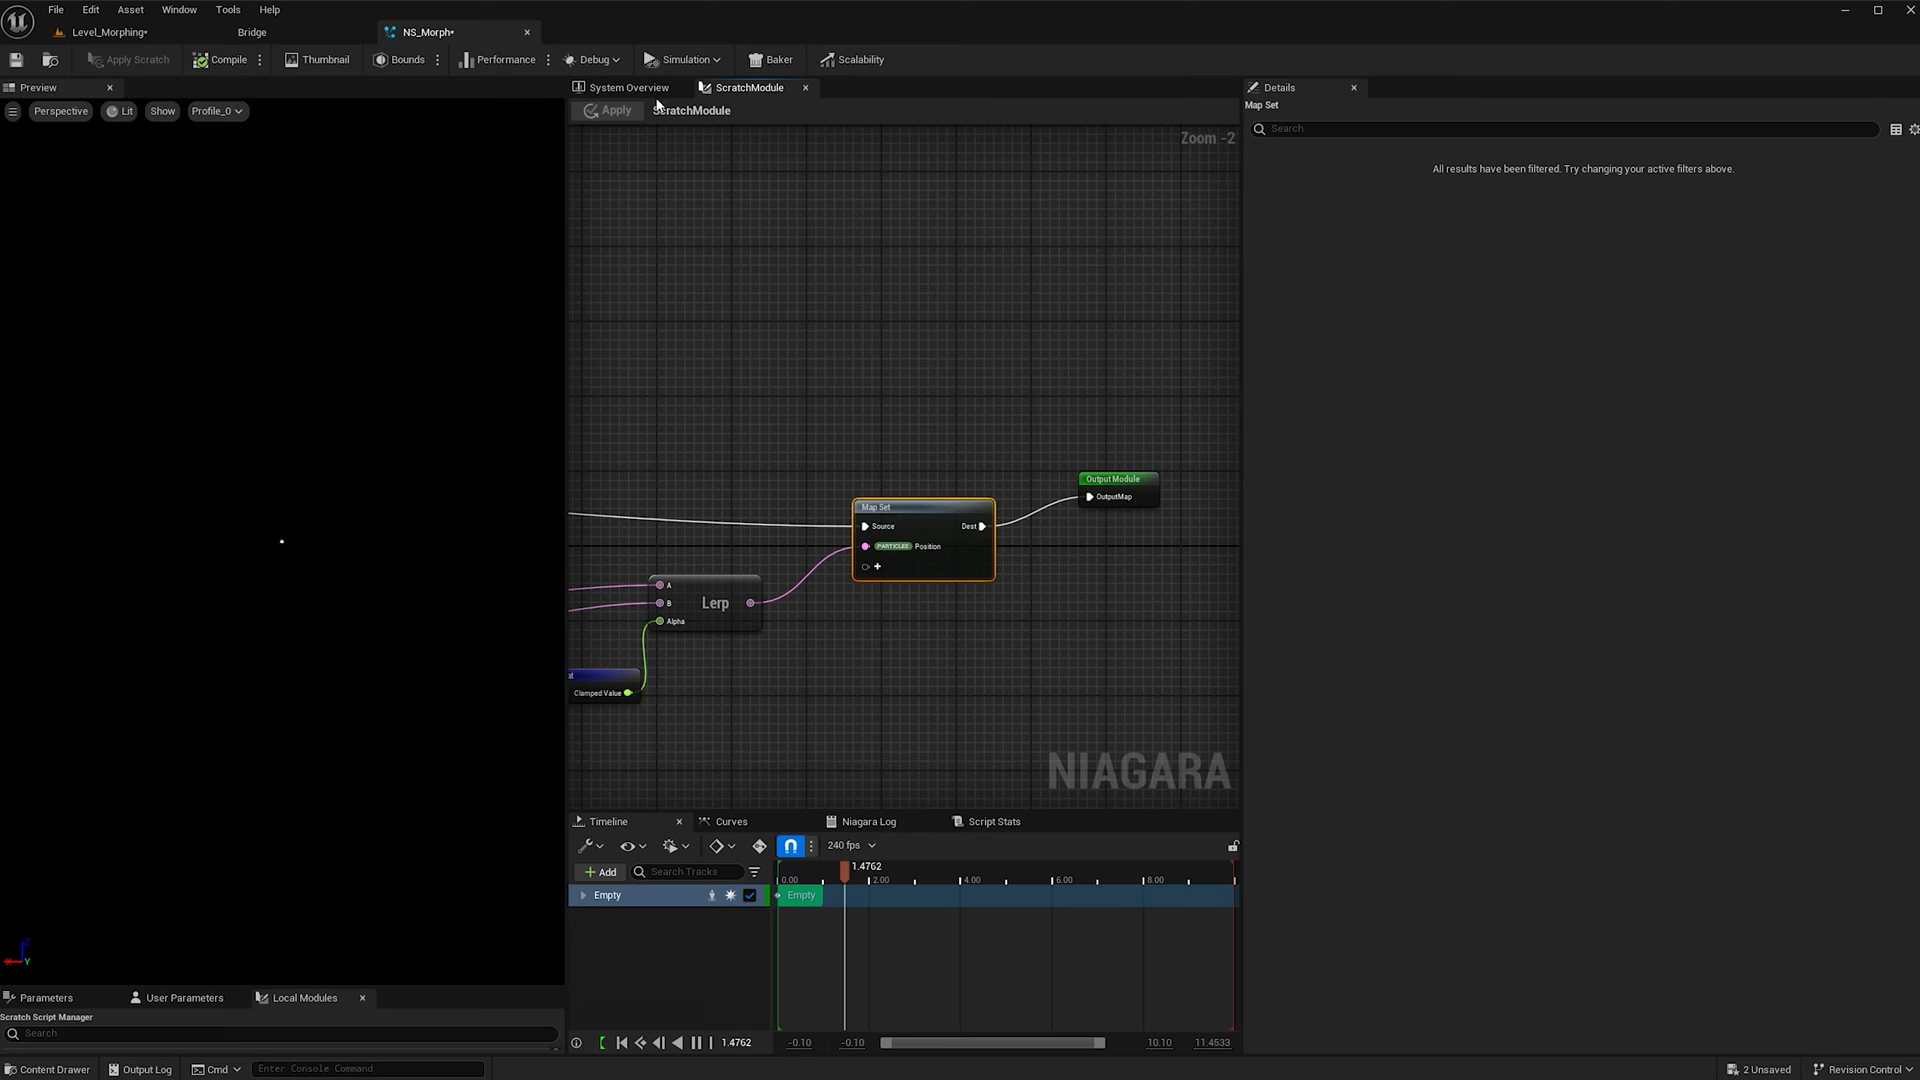 File Edit Asset Window Tools Help
Level_Morphing* Bridge NS_Morph*
Apply Scratch Compile Thumbnail Bounds Performance Debug Simulation Baker Scalability
Preview System Overview ScratchModule Details
Perspective Lit Show Profile_0 Apply ScratchModule Map Set
Search
Zoom -2
All results have been filtered. Try changing your active filters above.
Output Module
OutputMap
Map Set
Source Dest
PARTICLES Position
A
B Lerp
Alpha
Clamped Value
NIAGARA
Timeline Curves Niagara Log Script Stats
240 fps
Add Search Tracks 1.4762
0.00 2.00 4.00 6.00 8.00
Empty Empty
Parameters User Parameters Local Modules
Scratch Script Manager
Search
1.4762 -0.10 -0.10 10.10 11.4533
Content Drawer Output Log Cmd Enter Console Command 2 Unsaved Revision Control